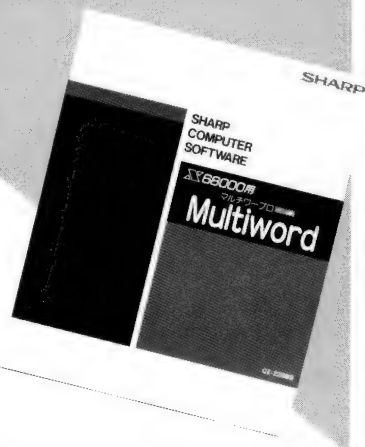 SHARP
SHARP
COMPUTER
SOFTWARE
X68000用
マルチワープロ
Multiword